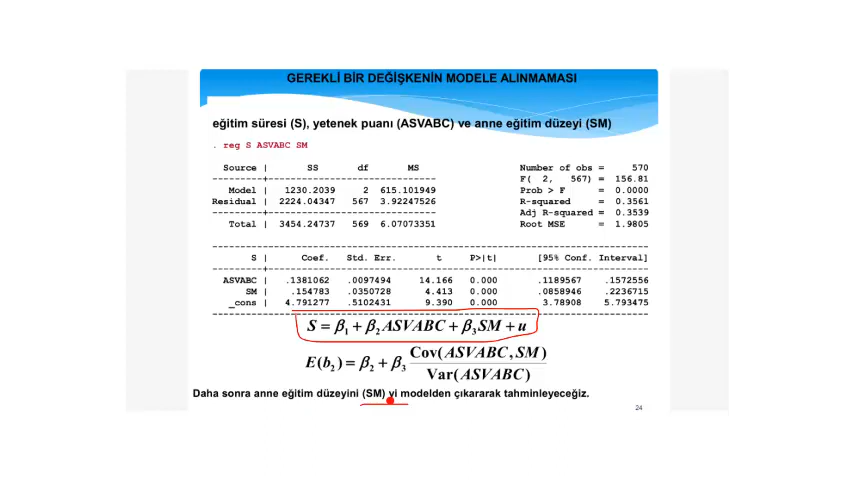 GEREKLİ BİR DEĞİŞKENİN MODELE ALINMAMASI
eğitim süresi (S), yetenek puanı (ASVABC) ve anne eğitim düzeyi (SM)
. reg S ASVABC SM
Source | SS df MS Number of obs = 570
---------+------------------------------ F( 2, 567) = 156.81
Model | 1230.2039 2 615.101949 Prob > F = 0.0000
Residual | 2224.04347 567 3.92247526 R-squared = 0.3561
---------+------------------------------ Adj R-squared = 0.3539
Total | 3454.24737 569 6.07073351 Root MSE = 1.9805
------------------------------------------------------------------------------
S | Coef. Std. Err. t P>|t| [95% Conf. Interval]
---------+--------------------------------------------------------------------
ASVABC | .1381062 .0097494 14.166 0.000 .1189567 .1572556
SM | .154783 .0350728 4.413 0.000 .0858946 .2236715
_cons | 4.791277 .5102431 9.390 0.000 3.78908 5.793475
------------------------------------------------------------------------------
S = β1 + β2 ASVABC + β3 SM + u
E(b2) = β2 + β3 Cov(ASVABC, SM) / Var(ASVABC)
Daha sonra anne eğitim düzeyini (SM) yi modelden çıkararak tahminleyeceğiz.
24